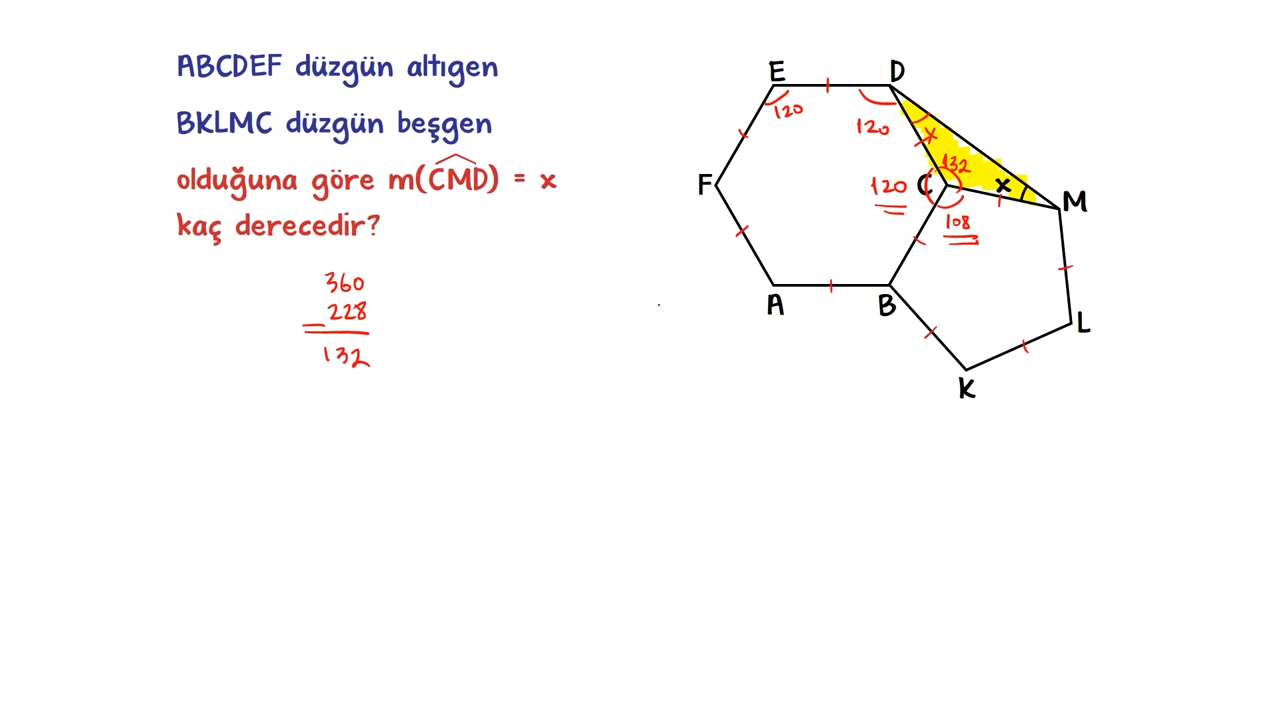 ABCDEF düzgün altıgen
BKLMC düzgün beşgen
olduğuna göre m(CMD) = x
kaç derecedir?
360
228
132
E
D
120
120
x
132
F
120
C
x
M
108
A
B
L
K